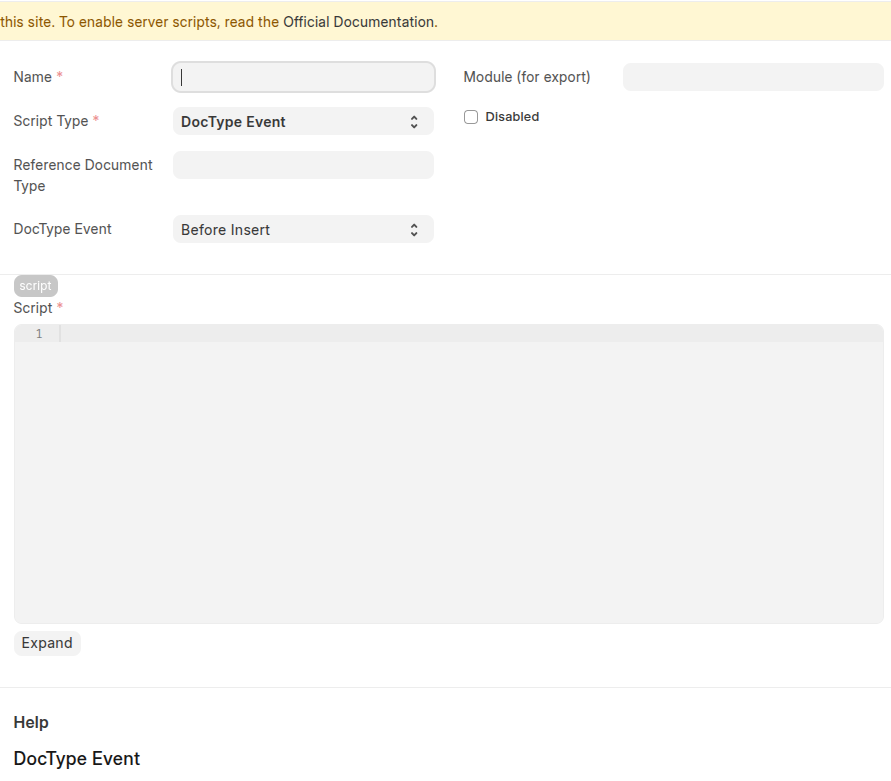 this site. To enable server scripts, read the Official Documentation.
Name *
Module (for export)
Script Type *
DocType Event
Disabled
Reference Document
Type
DocType Event
Before Insert
script
Script *
1
Expand
Help
DocType Event